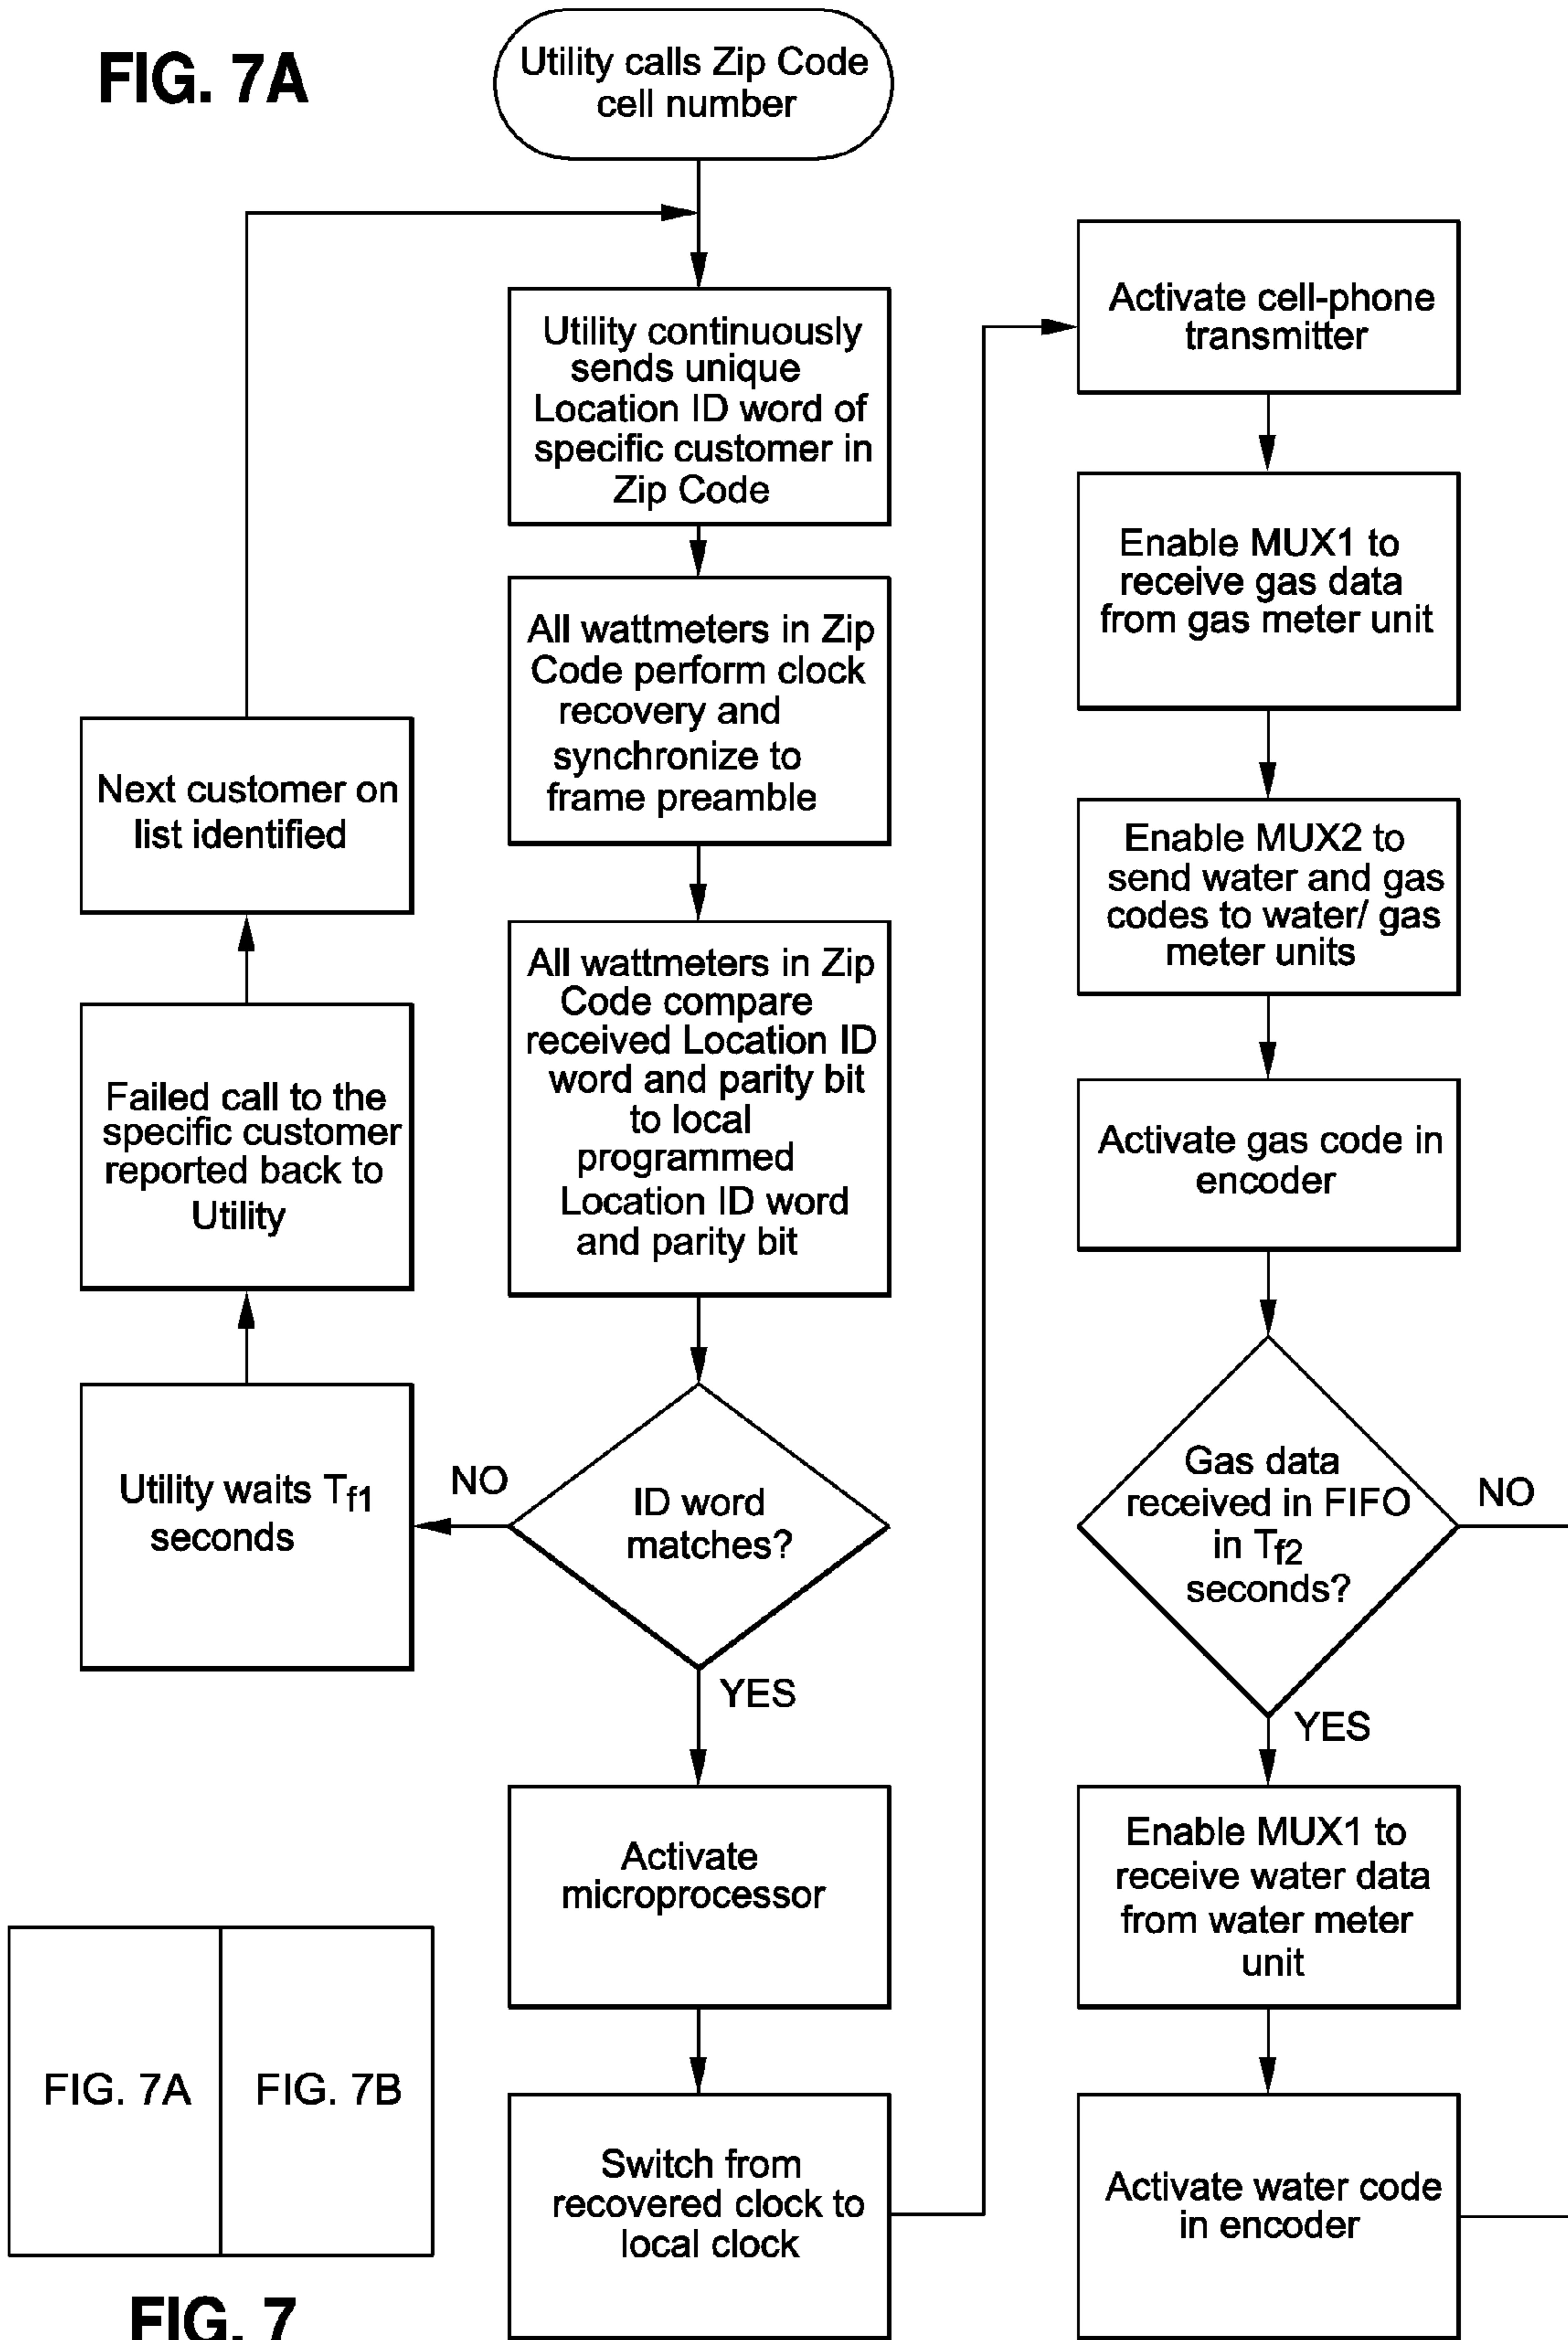 FIG. 7A
Utility calls Zip Code
cell number
Utility continuously
sends unique
Location ID word of
specific customer in
Zip Code
All wattmeters in Zip
Code perform clock
recovery and
synchronize to
frame preamble
All wattmeters in Zip
Code compare
received Location ID
word and parity bit
to local
programmed
Location ID word
and parity bit
ID word
matches?
NO
Utility waits Tf1
seconds
Failed call to the
specific customer
reported back to
Utility
Next customer on
list identified
YES
Activate
microprocessor
Switch from
recovered clock to
local clock
Activate cell-phone
transmitter
Enable MUX1 to
receive gas data
from gas meter unit
Enable MUX2 to
send water and gas
codes to water/ gas
meter units
Activate gas code in
encoder
Gas data
received in FIFO
in Tf2
seconds?
NO
YES
Enable MUX1 to
receive water data
from water meter
unit
Activate water code
in encoder
FIG. 7A
FIG. 7B
FIG. 7